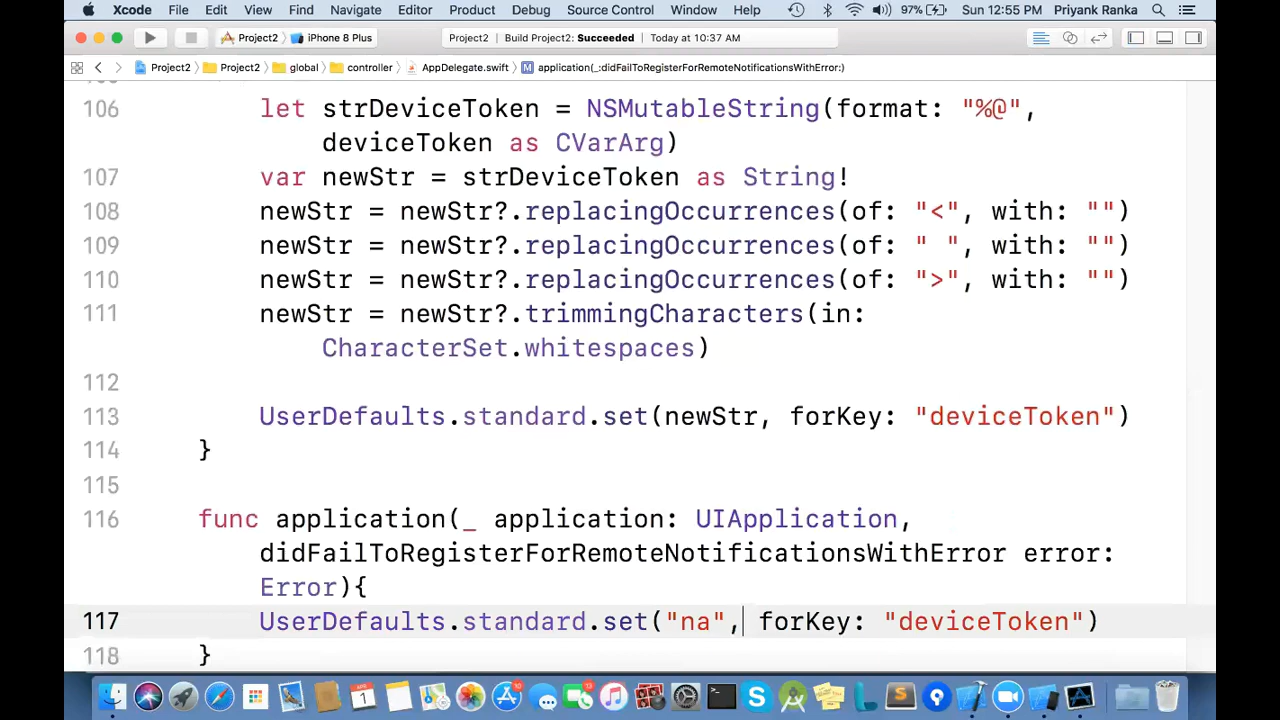 Xcode File Edit View Find Navigate Editor Product Debug Source Control Window Help 97% Sun 12:55 PM Priyank Ranka
Project2 iPhone 8 Plus Project2 | Build Project2: Succeeded | Today at 10:37 AM
Project2 Project2 global controller AppDelegate.swift M application(_:didFailToRegisterForRemoteNotificationsWithError:)
106 let strDeviceToken = NSMutableString(format: "%@",
deviceToken as CVarArg)
107 var newStr = strDeviceToken as String!
108 newStr = newStr?.replacingOccurrences(of: "<", with: "")
109 newStr = newStr?.replacingOccurrences(of: " ", with: "")
110 newStr = newStr?.replacingOccurrences(of: ">", with: "")
111 newStr = newStr?.trimmingCharacters(in:
CharacterSet.whitespaces)
112
113 UserDefaults.standard.set(newStr, forKey: "deviceToken")
114 }
115
116 func application(_ application: UIApplication,
didFailToRegisterForRemoteNotificationsWithError error:
Error){
117 UserDefaults.standard.set("na", forKey: "deviceToken")
118 }